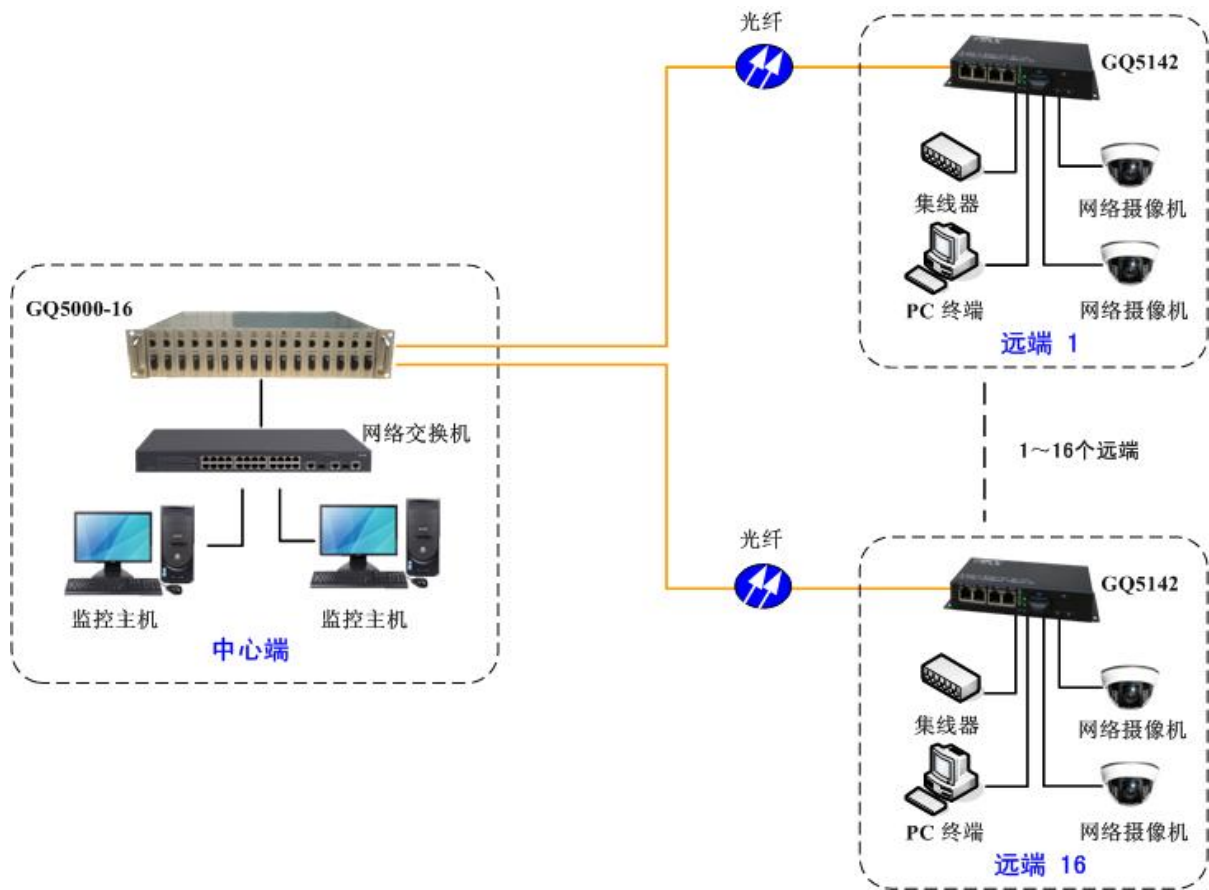 光纤
GQ5142
集线器
网络摄像机
PC 终端
网络摄像机
远端 1
GQ5000-16
网络交换机
监控主机
监控主机
中心端
1～16个远端
光纤
GQ5142
集线器
网络摄像机
PC 终端
网络摄像机
远端 16